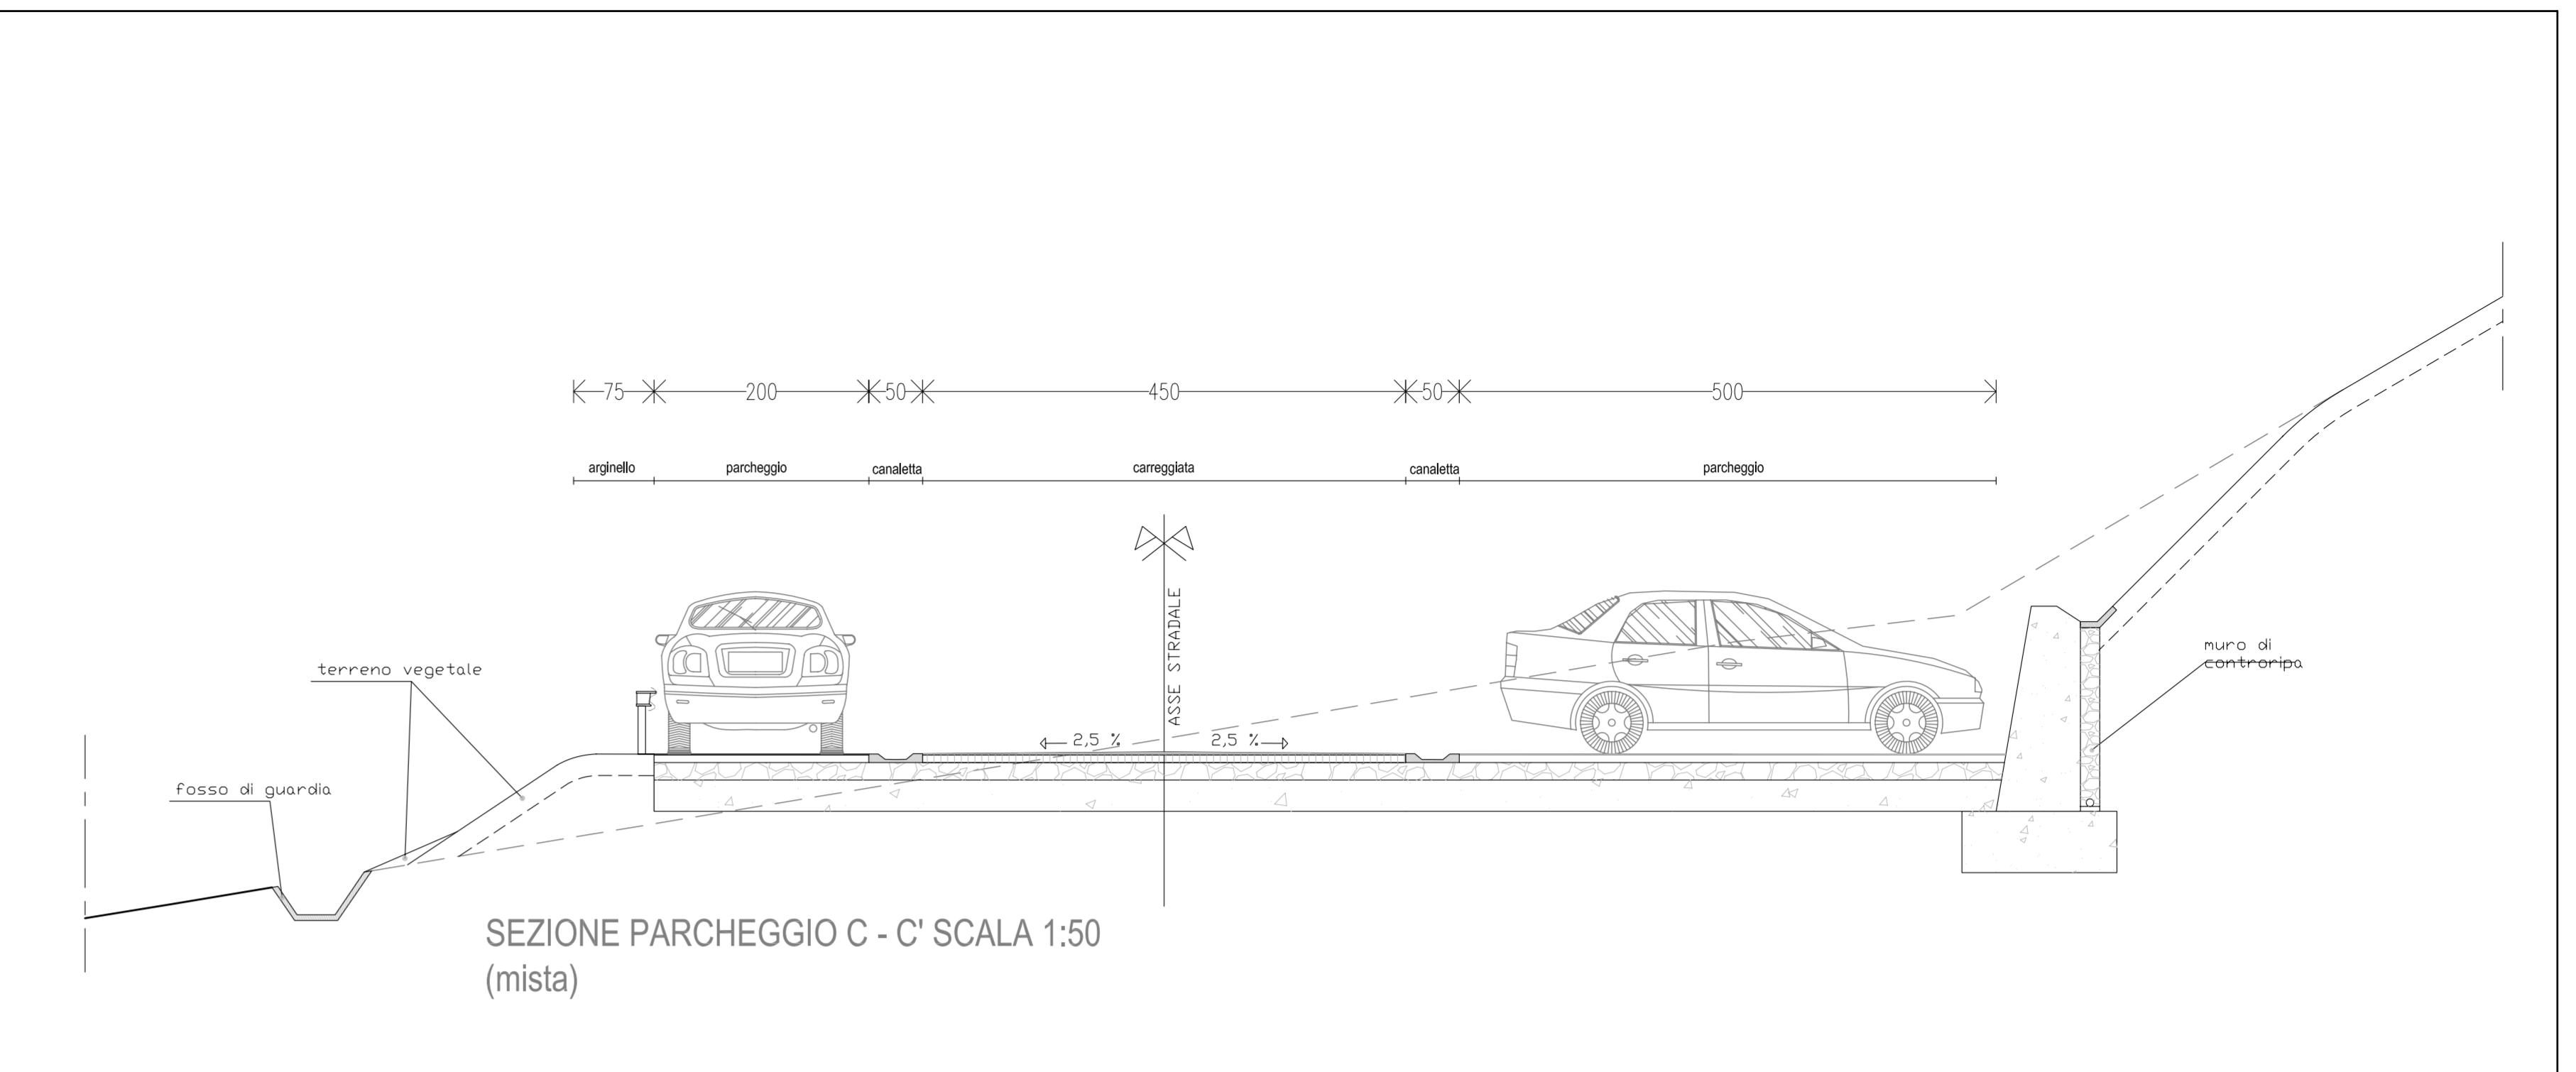 75 200 50 450 50 500
arginello parcheggio canaletta carreggiata canaletta parcheggio
ASSE STRADALE
muro di
controripa
terreno vegetale
2,5 % 2,5 %
fosso di guardia
SEZIONE PARCHEGGIO C - C' SCALA 1:50
(mista)